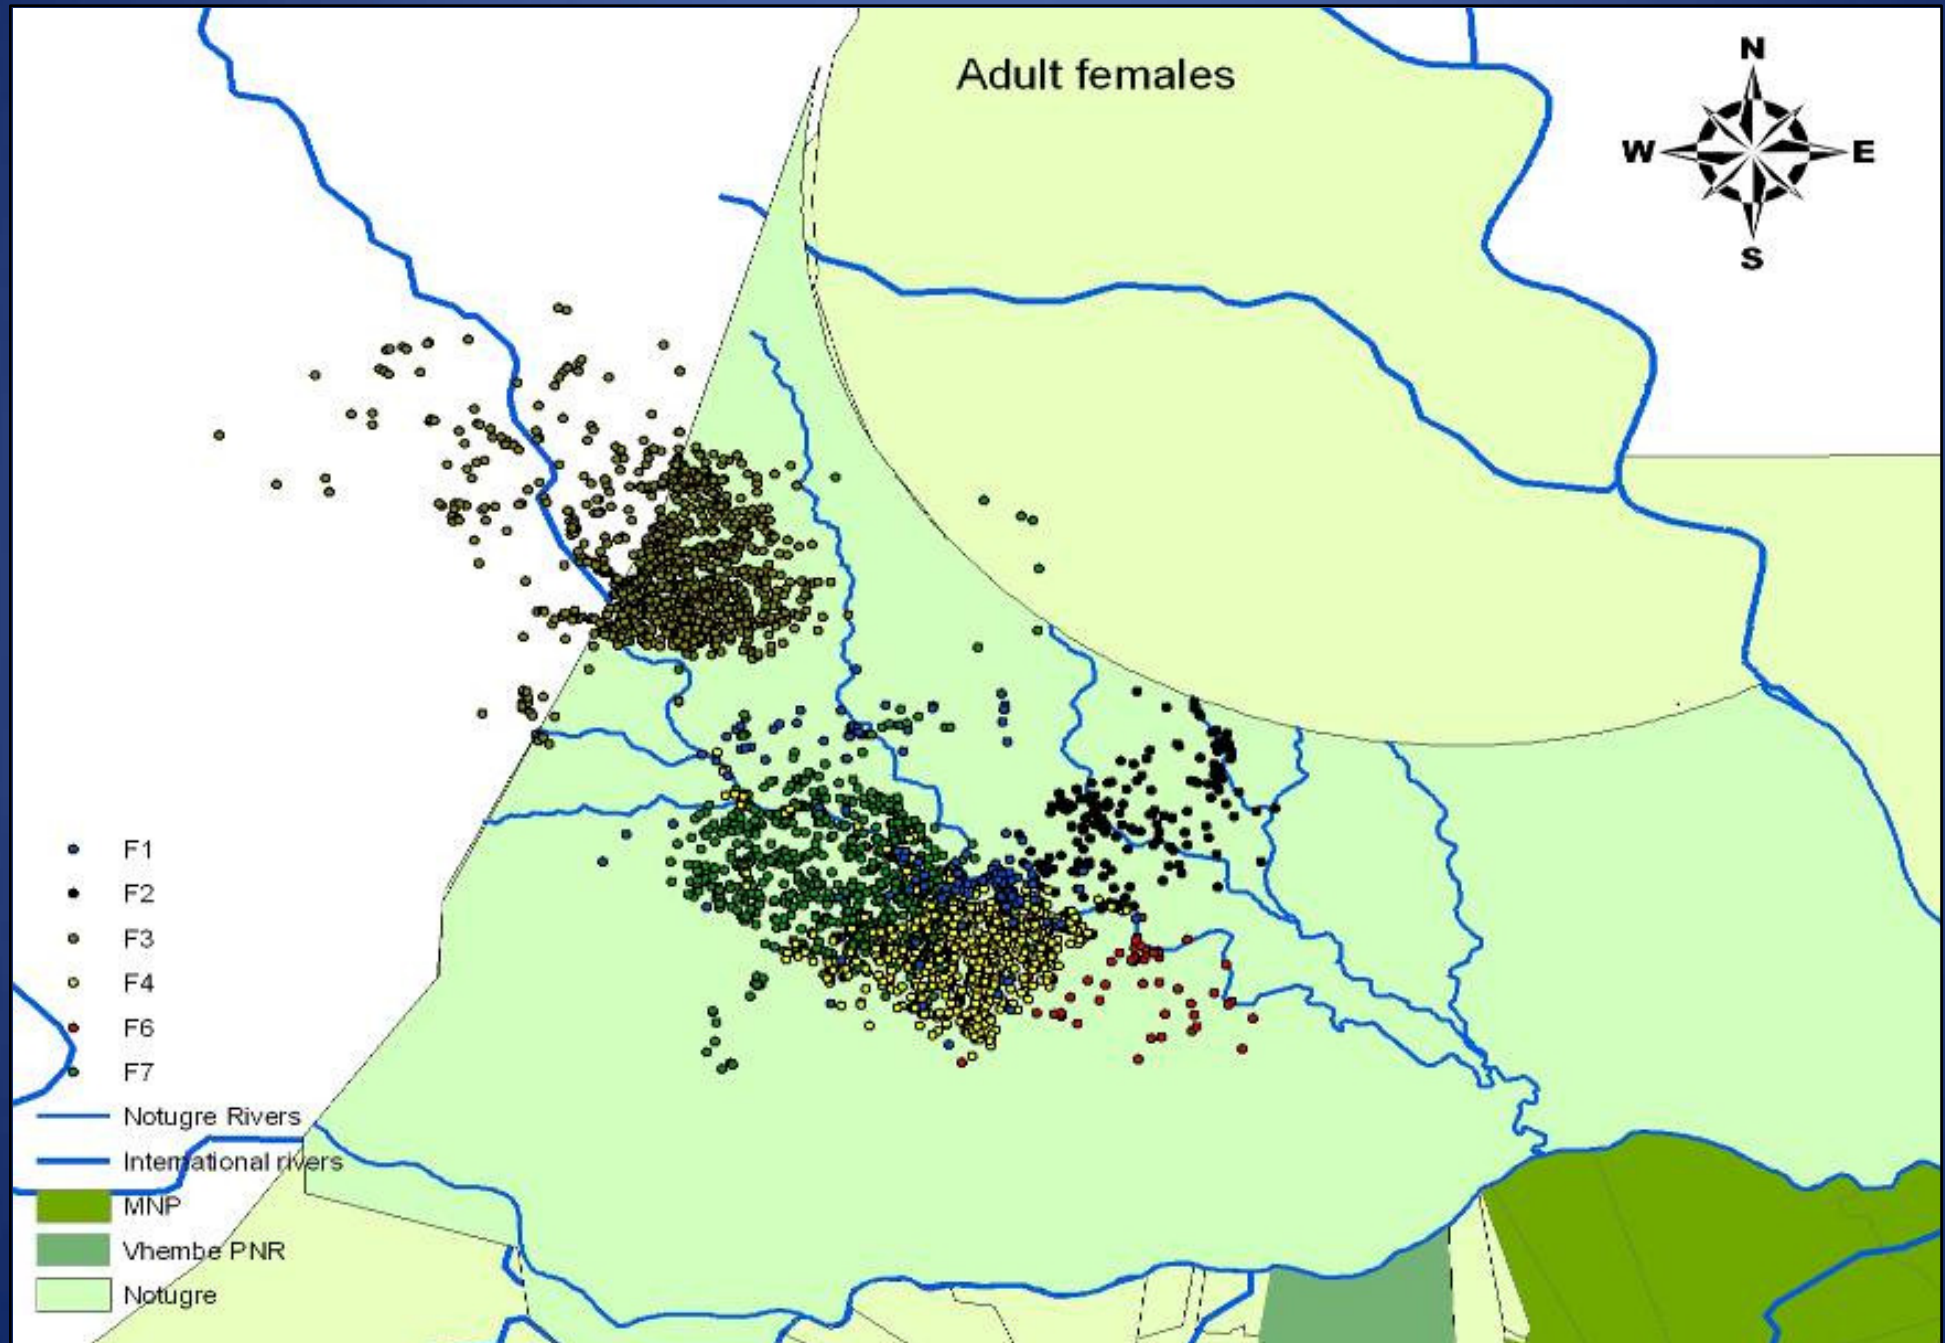 Adult females
N
W E
S
F1
F2
F3
F4
F6
F7
Notugre Rivers
International rivers
MNP
Vhembe PNR
Notugre